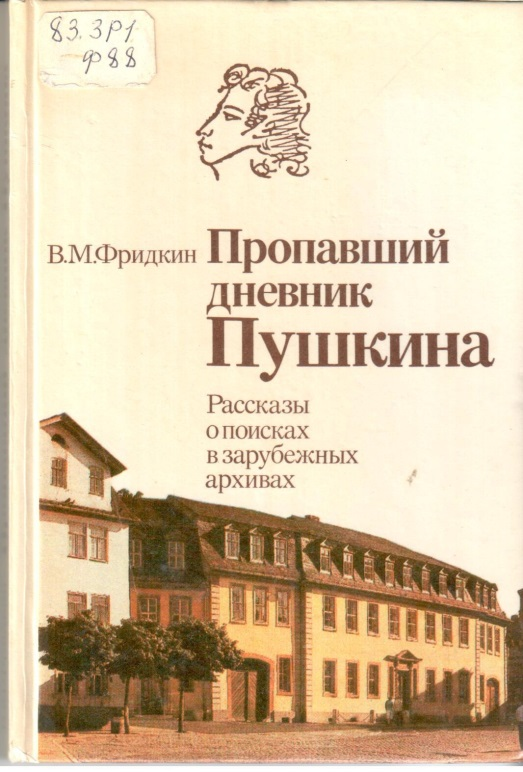 83.3Р1
Ф88
В.М.Фридкин
Пропавший
дневник
Пушкина
Рассказы
о поисках
в зарубежных
архивах